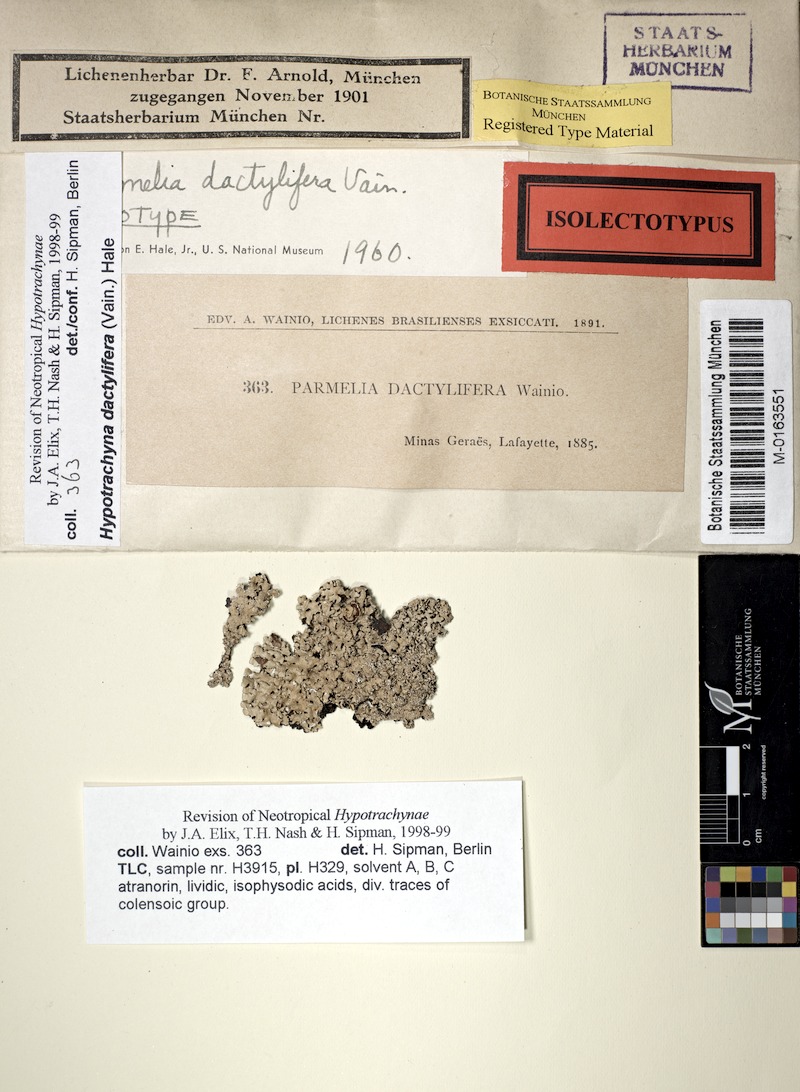 STAATS-
HERBARIUM
MÜNCHEN
Lichenenherbar Dr. F. Arnold, München
zugegangen November 1901
Staatsherbarium München Nr.
BOTANISCHE STAATSSAMMLUNG
MÜNCHEN
Registered Type Material
melia dactylifera Vain.
OTYPE
on E. Hale, Jr., U. S. National Museum 1960.
ISOLECTOTYPUS
Revision of Neotropical Hypotrachynae
by J.A. Elix, T.H. Nash & H. Sipman, 1998-99
coll. 363 det./conf. H. Sipman, Berlin
Hypotrachyna dactylifera (Vain.) Hale
EDV. A. WAINIO, LICHENES BRASILIENSES EXSICCATI. 1891.
363. PARMELIA DACTYLIFERA Wainio.
Minas Geraës, Lafayette, 1885.
Botanische Staatssammlung München
M-0163551
BOTANISCHE
STAATSSAMMLUNG
MÜNCHEN
0 1 2
cm
copyright reserved
Revision of Neotropical Hypotrachynae
by J.A. Elix, T.H. Nash & H. Sipman, 1998-99
coll. Wainio exs. 363 det. H. Sipman, Berlin
TLC, sample nr. H3915, pl. H329, solvent A, B, C
atranorin, lividic, isophysodic acids, div. traces of
colensoic group.